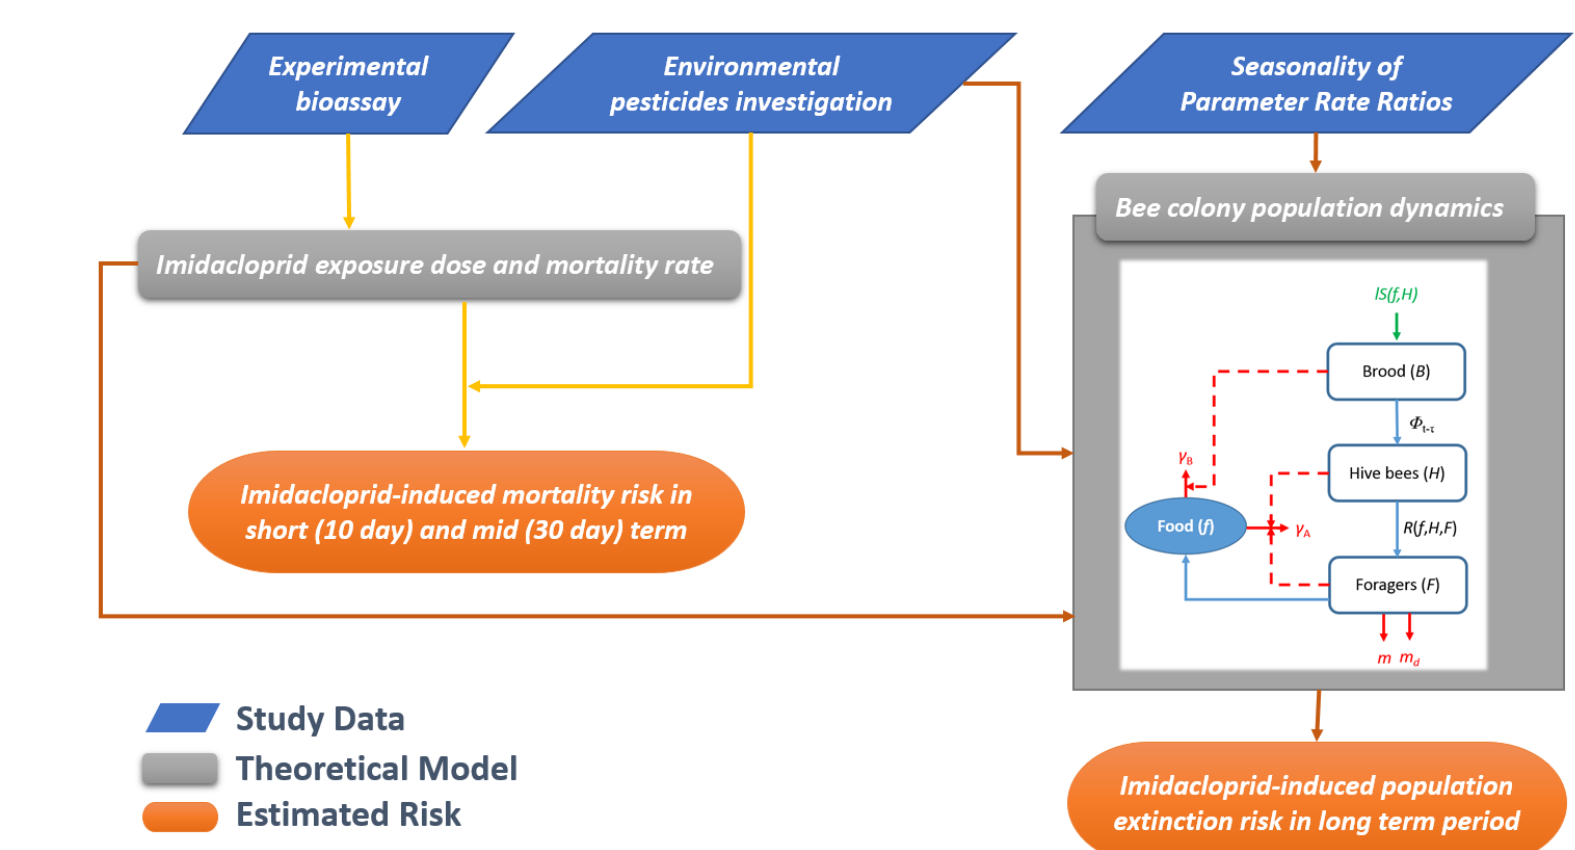 Experimental
bioassay
Environmental
pesticides investigation
Seasonality of
Parameter Rate Ratios
Bee colony population dynamics
Imidacloprid exposure dose and mortality rate
lS(f,H)
Brood (B)
Φt-τ
γB
Hive bees (H)
Food (f)
γA
R(f,H,F)
Foragers (F)
m md
Imidacloprid-induced mortality risk in
short (10 day) and mid (30 day) term
Study Data
Theoretical Model
Estimated Risk
Imidacloprid-induced population
extinction risk in long term period